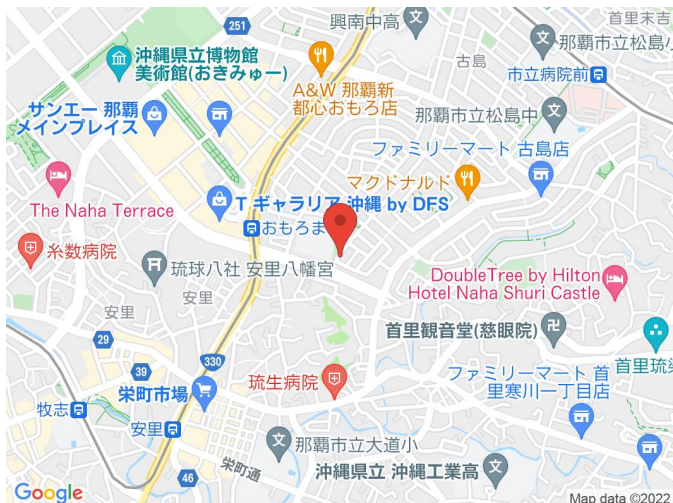 興南中高
首里末吉
251
沖縄県立博物館
美術館(おきみゅー)
古島
那覇市立松島小
市立病院前
A&W 那覇新
都心おもろ店
サンエー 那覇
メインプレイス
那覇市立松島中
ファミリーマート 古島店
マクドナルド
The Naha Terrace
T ギャラリア 沖縄 by DFS
おもろま
糸数病院
琉球八社 安里八幡宮
安里
DoubleTree by Hilton
Hotel Naha Shuri Castle
首里観音堂(慈眼院)
29
330
39
首里琉染
栄町市場
琉生病院
ファミリーマート 首
里寒川一丁目店
牧志
安里
那覇市立大道小
栄町通
沖縄県立 沖縄工業高
46
Google
Map data ©2022